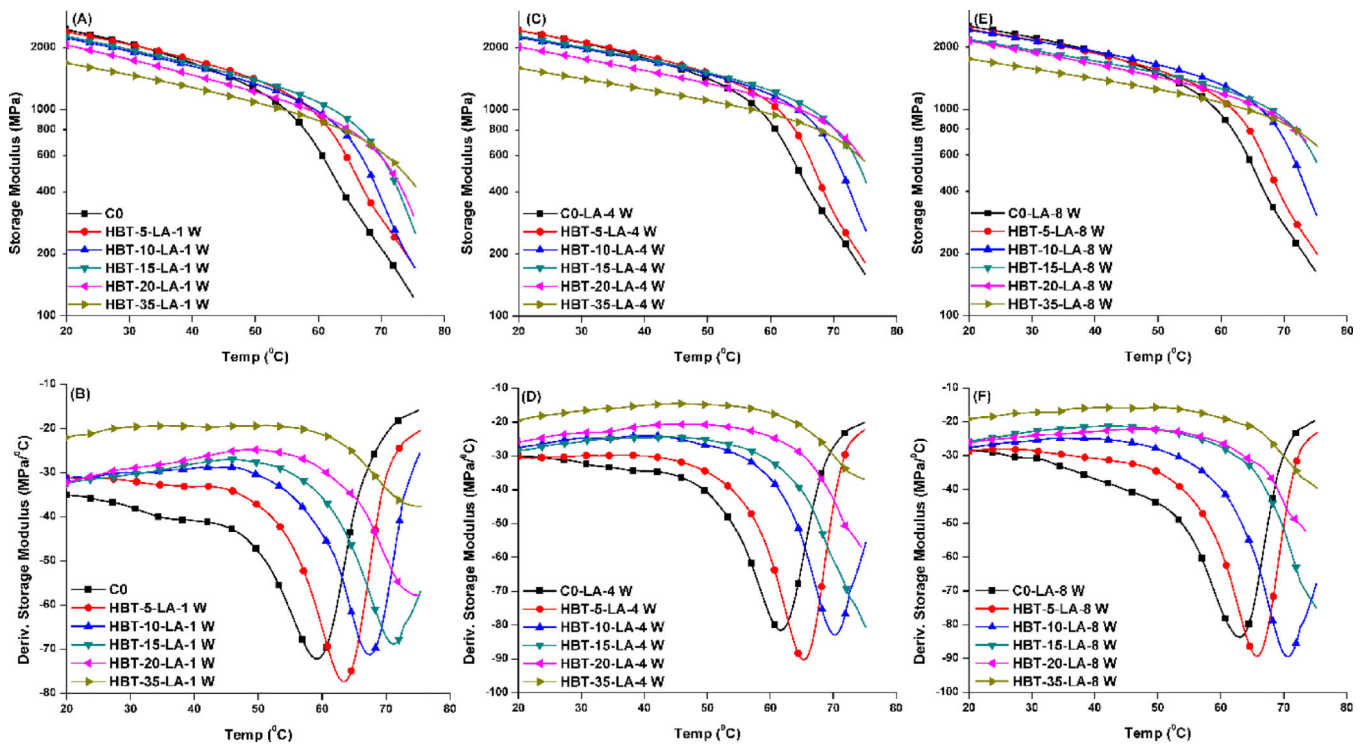 (A)
Storage Modulus (MPa)
2000
1000
800
600
400
200
100
C0
HBT-5-LA-1 W
HBT-10-LA-1 W
HBT-15-LA-1 W
HBT-20-LA-1 W
HBT-35-LA-1 W
20 30 40 50 60 70 80
Temp (⁰C)
(C)
Storage Modulus (MPa)
2000
1000
800
600
400
200
100
C0-LA-4 W
HBT-5-LA-4 W
HBT-10-LA-4 W
HBT-15-LA-4 W
HBT-20-LA-4 W
HBT-35-LA-4 W
20 30 40 50 60 70 80
Temp (⁰C)
(E)
Storage Modulus (MPa)
2000
1000
800
600
400
200
100
C0-LA-8 W
HBT-5-LA-8 W
HBT-10-LA-8 W
HBT-15-LA-8 W
HBT-20-LA-8 W
HBT-35-LA-8 W
20 30 40 50 60 70 80
Temp (⁰C)
(B)
Deriv. Storage Modulus (MPa/⁰C)
-10
-20
-30
-40
-50
-60
-70
-80
C0
HBT-5-LA-1 W
HBT-10-LA-1 W
HBT-15-LA-1 W
HBT-20-LA-1 W
HBT-35-LA-1 W
20 30 40 50 60 70 80
Temp (⁰C)
(D)
Deriv. Storage Modulus (MPa/⁰C)
-10
-20
-30
-40
-50
-60
-70
-80
-90
-100
C0-LA-4 W
HBT-5-LA-4 W
HBT-10-LA-4 W
HBT-15-LA-4 W
HBT-20-LA-4 W
HBT-35-LA-4 W
20 30 40 50 60 70 80
Temp (⁰C)
(F)
Deriv. Storage Modulus (MPa/⁰C)
-10
-20
-30
-40
-50
-60
-70
-80
-90
-100
C0-LA-8 W
HBT-5-LA-8 W
HBT-10-LA-8 W
HBT-15-LA-8 W
HBT-20-LA-8 W
HBT-35-LA-8 W
20 30 40 50 60 70 80
Temp (⁰C)